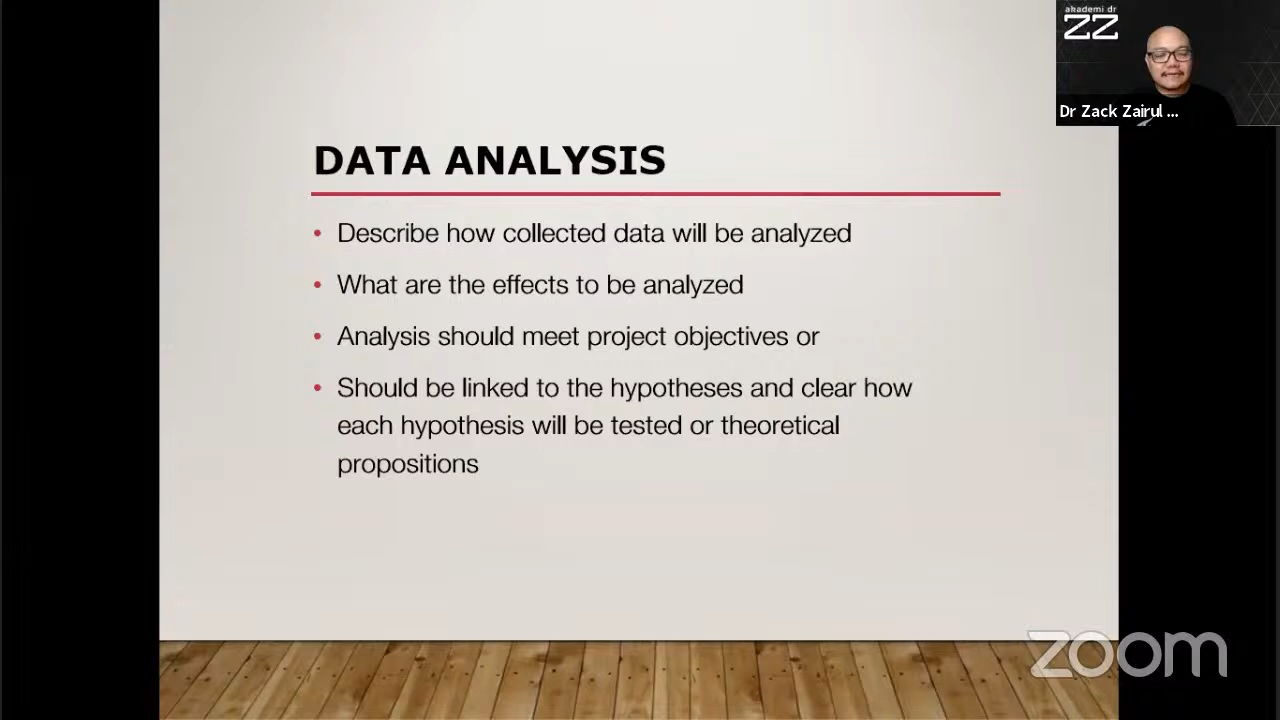 akademi dr
ZZ
Dr Zack Zairul ...
DATA ANALYSIS
• Describe how collected data will be analyzed
• What are the effects to be analyzed
• Analysis should meet project objectives or
• Should be linked to the hypotheses and clear how
each hypothesis will be tested or theoretical
propositions
zoom